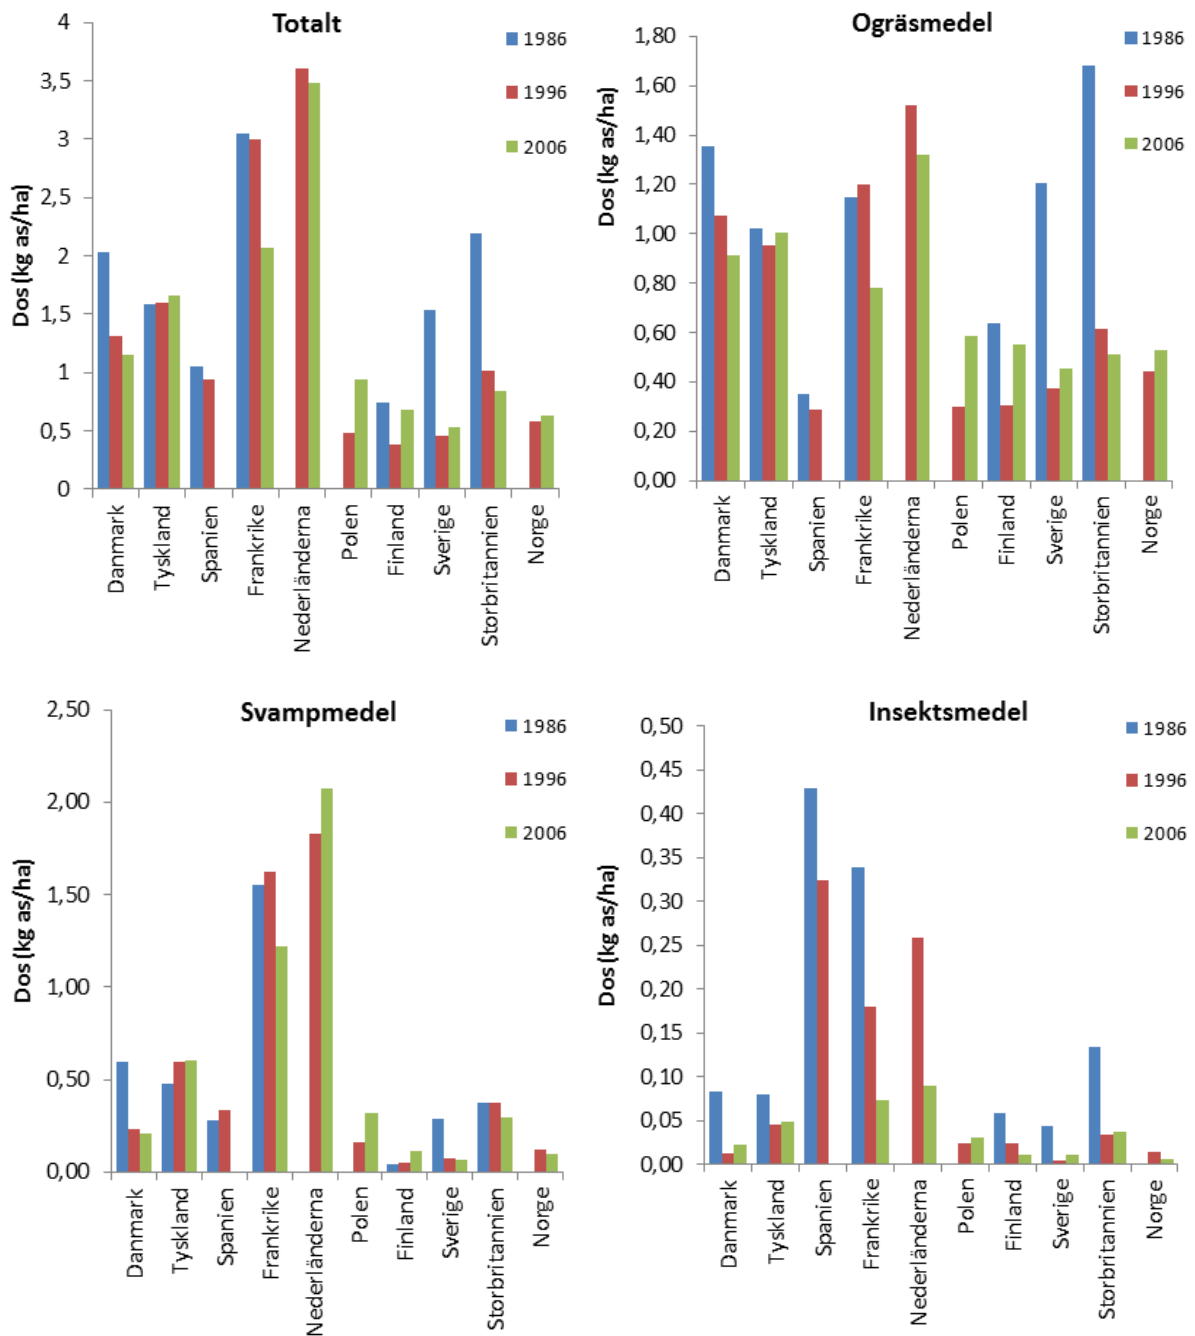 Totalt
Dos (kg as/ha)
4
3,5
3
2,5
2
1,5
1
0,5
0
1986
1996
2006
Danmark
Tyskland
Spanien
Frankrike
Nederländerna
Polen
Finland
Sverige
Storbritannien
Norge
Ogräsmedel
Dos (kg as/ha)
1,80
1,60
1,40
1,20
1,00
0,80
0,60
0,40
0,20
0,00
1986
1996
2006
Danmark
Tyskland
Spanien
Frankrike
Nederländerna
Polen
Finland
Sverige
Storbritannien
Norge
Svampmedel
Dos (kg as/ha)
2,50
2,00
1,50
1,00
0,50
0,00
1986
1996
2006
Danmark
Tyskland
Spanien
Frankrike
Nederländerna
Polen
Finland
Sverige
Storbritannien
Norge
Insektsmedel
Dos (kg as/ha)
0,50
0,45
0,40
0,35
0,30
0,25
0,20
0,15
0,10
0,05
0,00
1986
1996
2006
Danmark
Tyskland
Spanien
Frankrike
Nederländerna
Polen
Finland
Sverige
Storbritannien
Norge